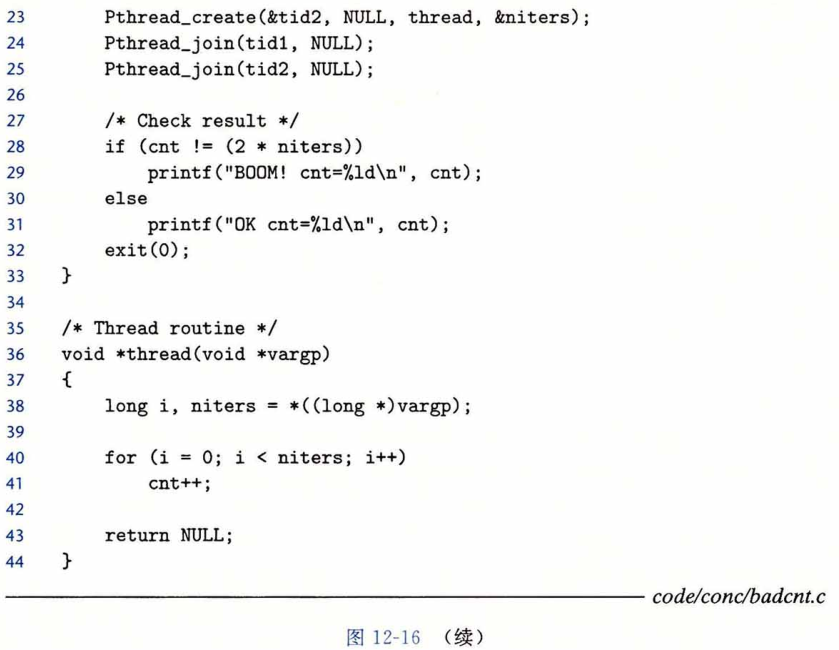 23 Pthread_create(&tid2, NULL, thread, &niters);
24 Pthread_join(tid1, NULL);
25 Pthread_join(tid2, NULL);
26
27 /* Check result */
28 if (cnt != (2 * niters))
29 printf("BOOM! cnt=%ld\n", cnt);
30 else
31 printf("OK cnt=%ld\n", cnt);
32 exit(0);
33 }
34
35 /* Thread routine */
36 void *thread(void *vargp)
37 {
38 long i, niters = *((long *)vargp);
39
40 for (i = 0; i < niters; i++)
41 cnt++;
42
43 return NULL;
44 }
code/conc/badcnt.c
图 12-16 (续)